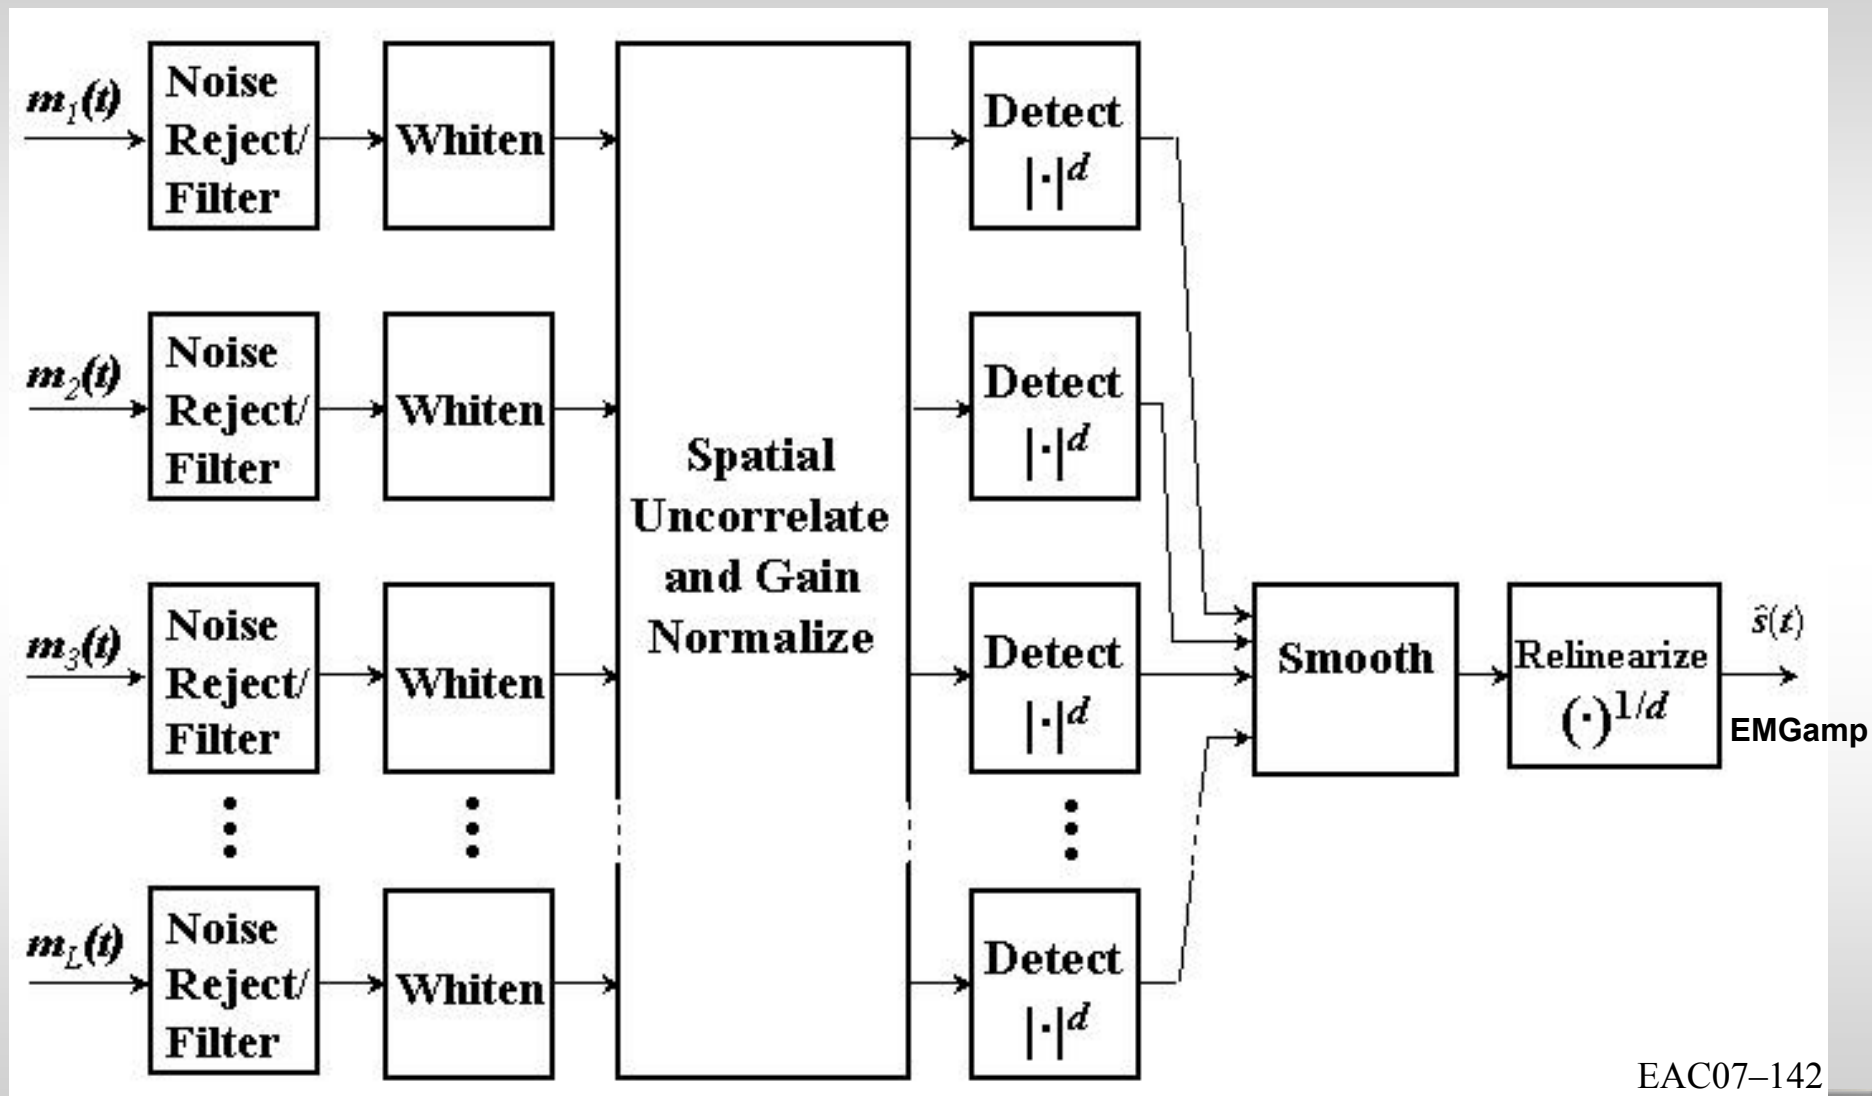 m₁(t)
Noise
Reject/
Filter
Whiten
Detect
|·|ᵈ
m₂(t)
Noise
Reject/
Filter
Whiten
Detect
|·|ᵈ
Spatial
Uncorrelate
and Gain
Normalize
m₃(t)
Noise
Reject/
Filter
Whiten
Detect
|·|ᵈ
Smooth
Relinearize
(·)^{1/d}
ŝ(t)
EMGamp
m_L(t)
Noise
Reject/
Filter
Whiten
Detect
|·|ᵈ
EAC07–142